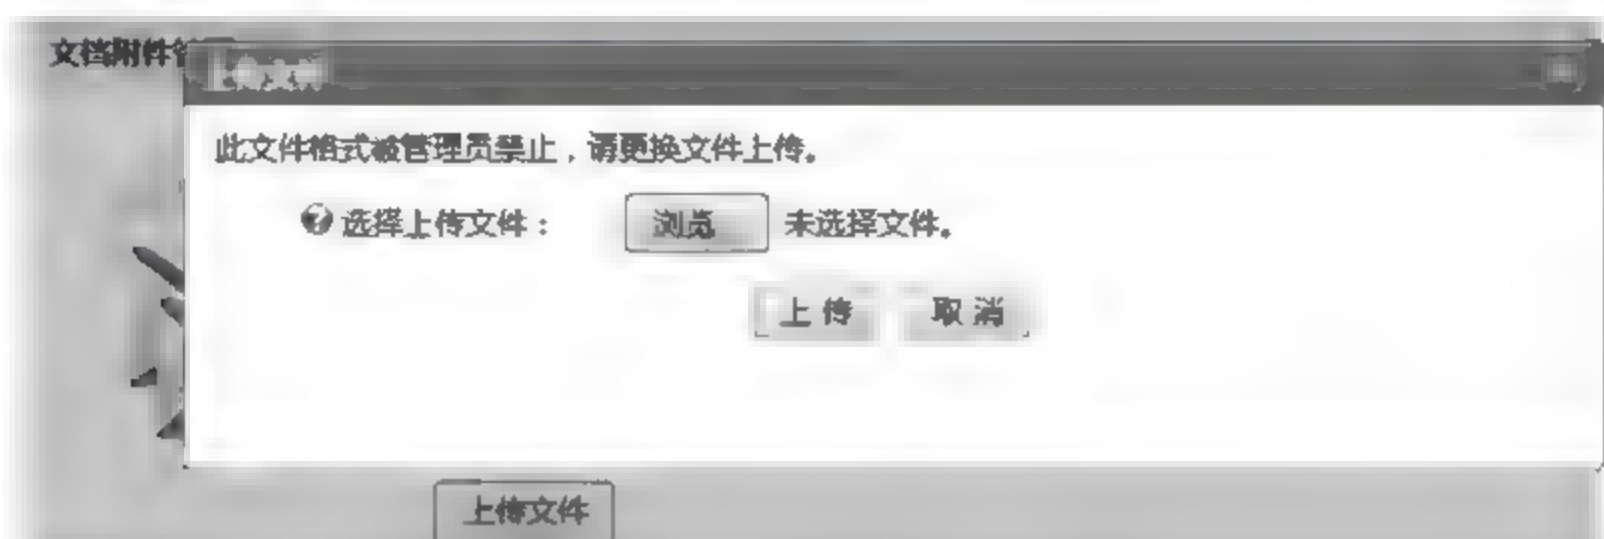 文档附件
此文件格式被管理员禁止，请更换文件上传。
选择上传文件： 浏览 未选择文件。
上传 取消
上传文件